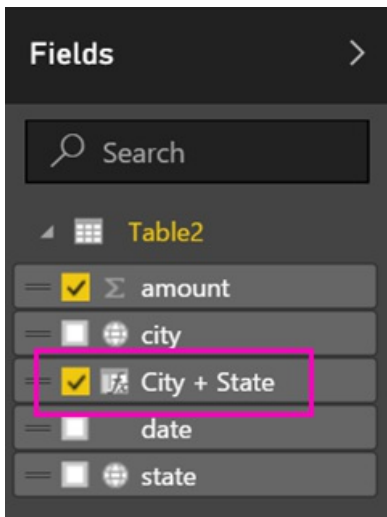 Fields
Search
Table2
amount
city
City + State
date
state